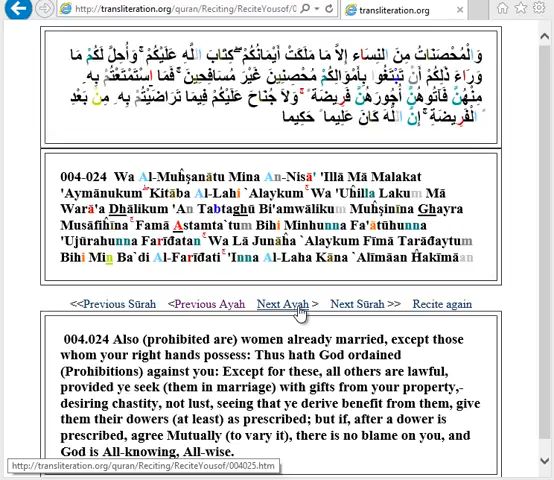 http://transliteration.org/quran/Reciting/ReciteYousof/0
transliteration.org
وَالْمُحْصَنَاتُ مِنَ النِّسَاءِ إِلَّا مَا مَلَكَتْ أَيْمَانُكُمْ ۖ كِتَابَ اللَّهِ عَلَيْكُمْ ۚ وَأُحِلَّ لَكُمْ مَا
وَرَاءَ ذَٰلِكُمْ أَنْ تَبْتَغُوا بِأَمْوَالِكُمْ مُحْصِنِينَ غَيْرَ مُسَافِحِينَ ۚ فَمَا اسْتَمْتَعْتُمْ بِهِ
مِنْهُنَّ فَآتُوهُنَّ أُجُورَهُنَّ فَرِيضَةً ۚ وَلَا جُنَاحَ عَلَيْكُمْ فِيمَا تَرَاضَيْتُمْ بِهِ مِنْ بَعْدِ
الْفَرِيضَةِ ۚ إِنَّ اللَّهَ كَانَ عَلِيمًا حَكِيمًا
004-024 Wa Al-Muĥşanātu Mina An-Nisā' 'Illā Mā Malakat
'Aymānukum ۖ Kitāba Al-Lahi `Alaykum ۚ Wa 'Uĥilla Lakum Mā
Warā'a Dhālikum 'An Tabtaghū Bi'amwālikum Muĥşinīna Ghayra
Musāfiĥīna ۚ Famā Astamta`tum Bihi Minhunna Fa'ātūhunna
'Ujūrahunna Farīđatan ۚ Wa Lā Junāĥa `Alaykum Fīmā Tarāđaytum
Bihi Min Ba`di Al-Farīđati ۚ 'Inna Al-Laha Kāna `Alīmāan Ĥakīmāan
<<Previous Sūrah <Previous Ayah Next Ayah > Next Sūrah >> Recite again
004.024 Also (prohibited are) women already married, except those
whom your right hands possess: Thus hath God ordained
(Prohibitions) against you: Except for these, all others are lawful,
provided ye seek (them in marriage) with gifts from your property,-
desiring chastity, not lust, seeing that ye derive benefit from them, give
them their dowers (at least) as prescribed; but if, after a dower is
prescribed, agree Mutually (to vary it), there is no blame on you, and
God is All-knowing, All-wise.
http://transliteration.org/quran/Reciting/ReciteYousof/004025.htm